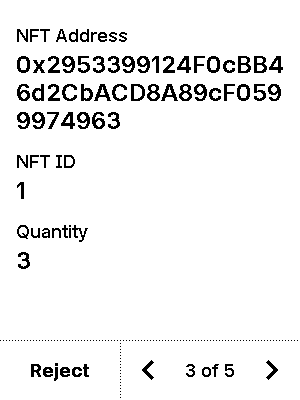 NFT Address
0x2953399124F0cBB4
6d2CbACD8A89cF059
9974963
NFT ID
1
Quantity
3
Reject
3 of 5